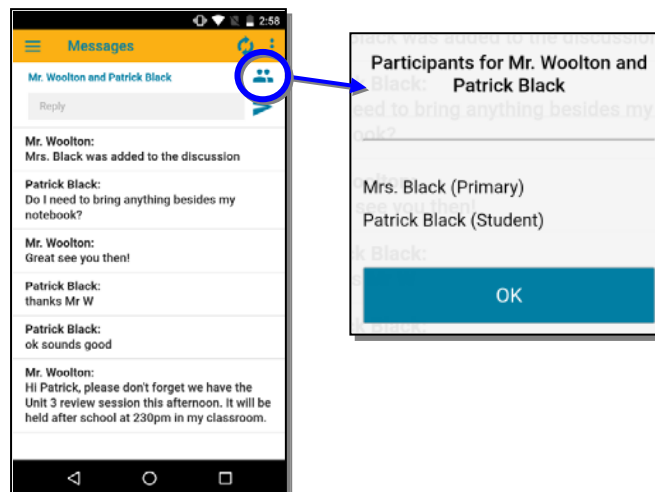 2:58
Messages
Mr. Woolton and Patrick Black
Reply
Mr. Woolton:
Mrs. Black was added to the discussion
Patrick Black:
Do I need to bring anything besides my
notebook?
Mr. Woolton:
Great see you then!
Patrick Black:
thanks Mr W
Patrick Black:
ok sounds good
Mr. Woolton:
Hi Patrick, please don't forget we have the
Unit 3 review session this afternoon. It will be
held after school at 230pm in my classroom.
Participants for Mr. Woolton and
Patrick Black
Mrs. Black (Primary)
Patrick Black (Student)
OK